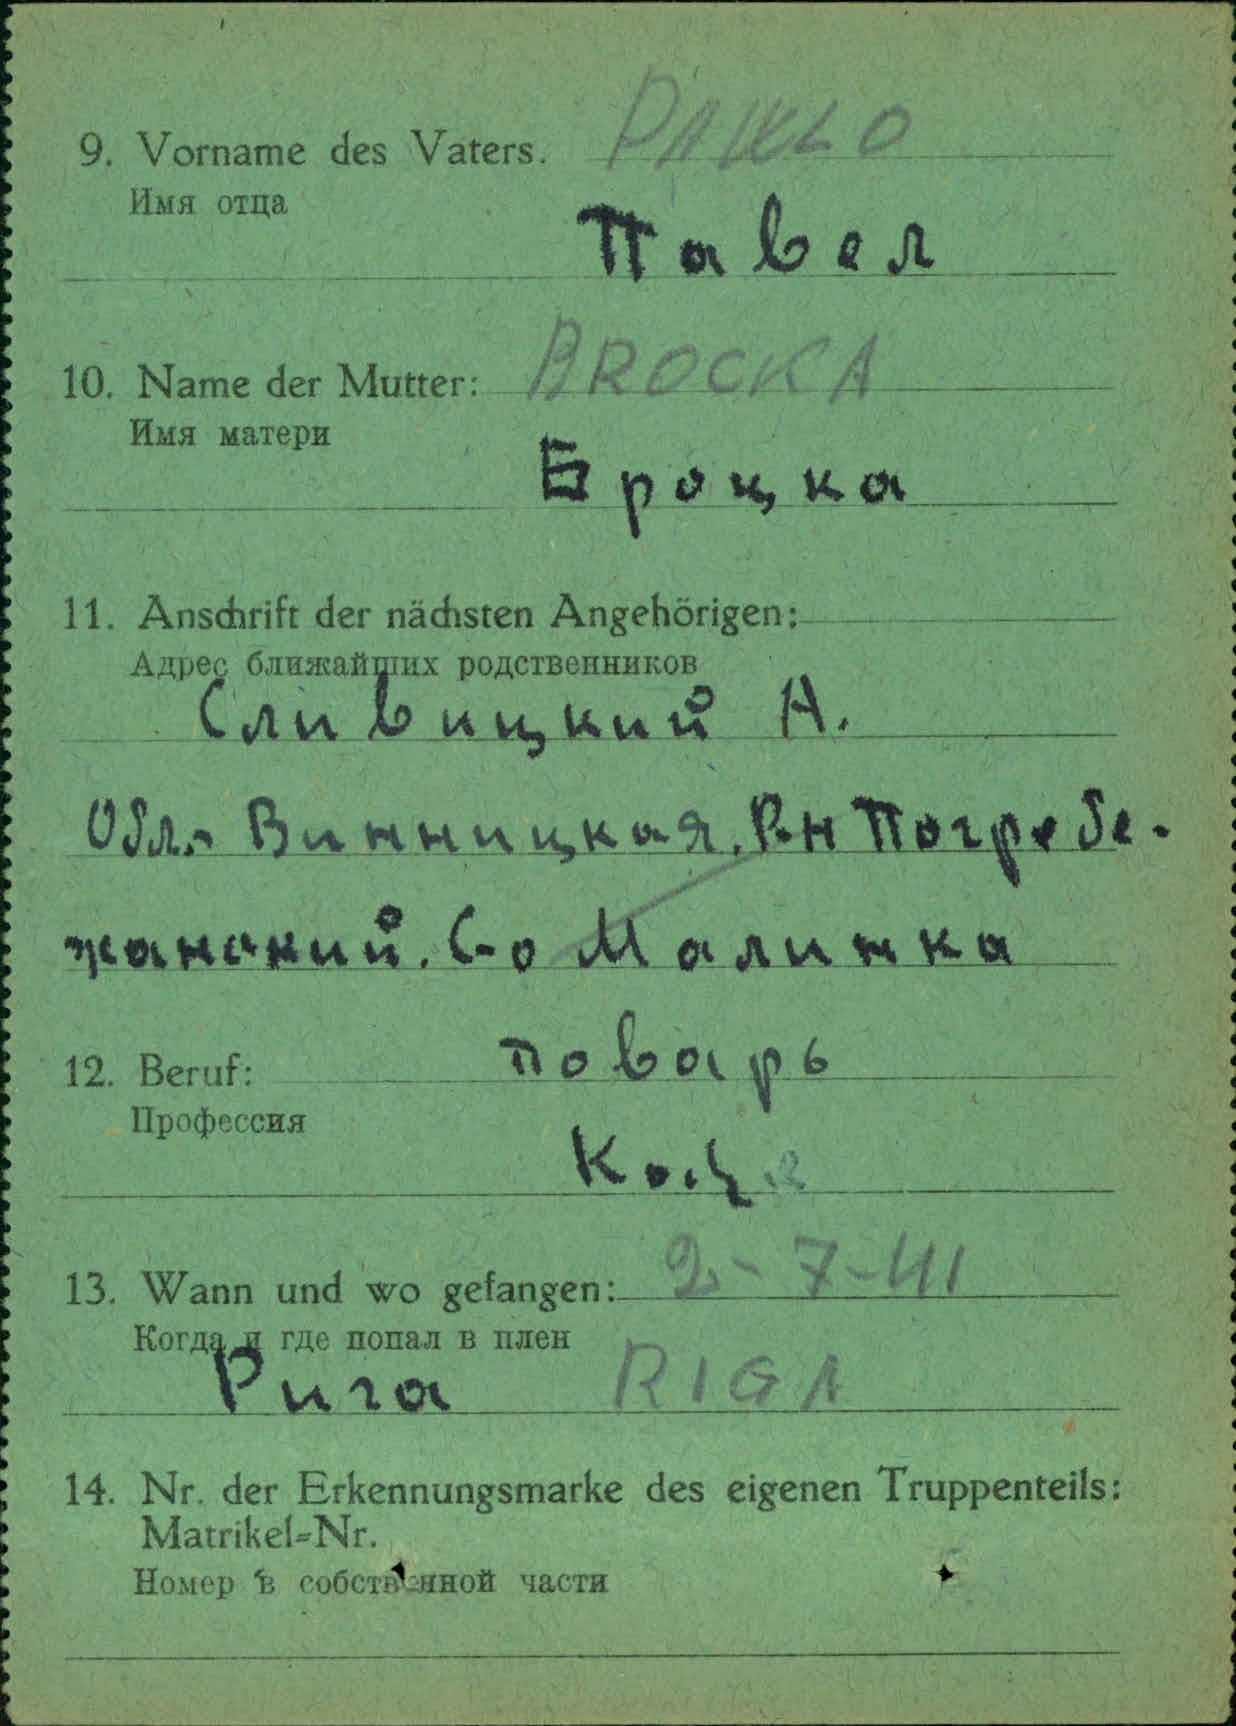 9. Vorname des Vaters. PAWLO
Имя отца
Павел
10. Name der Mutter: BROCKA
Имя матери
Броцка
11. Anschrift der nächsten Angehörigen:
Адрес ближайших родственников
Сливицкий А.
Обл. Винницкая. Р-н Погребе-
жанский. С-о Малинка
12. Beruf: поварь
Профессия
13. Wann und wo gefangen: 2-7-41
Когда и где попал в плен
Рига RIGA
14. Nr. der Erkennungsmarke des eigenen Truppenteils:
Matrikel-Nr.
Номер в собственной части